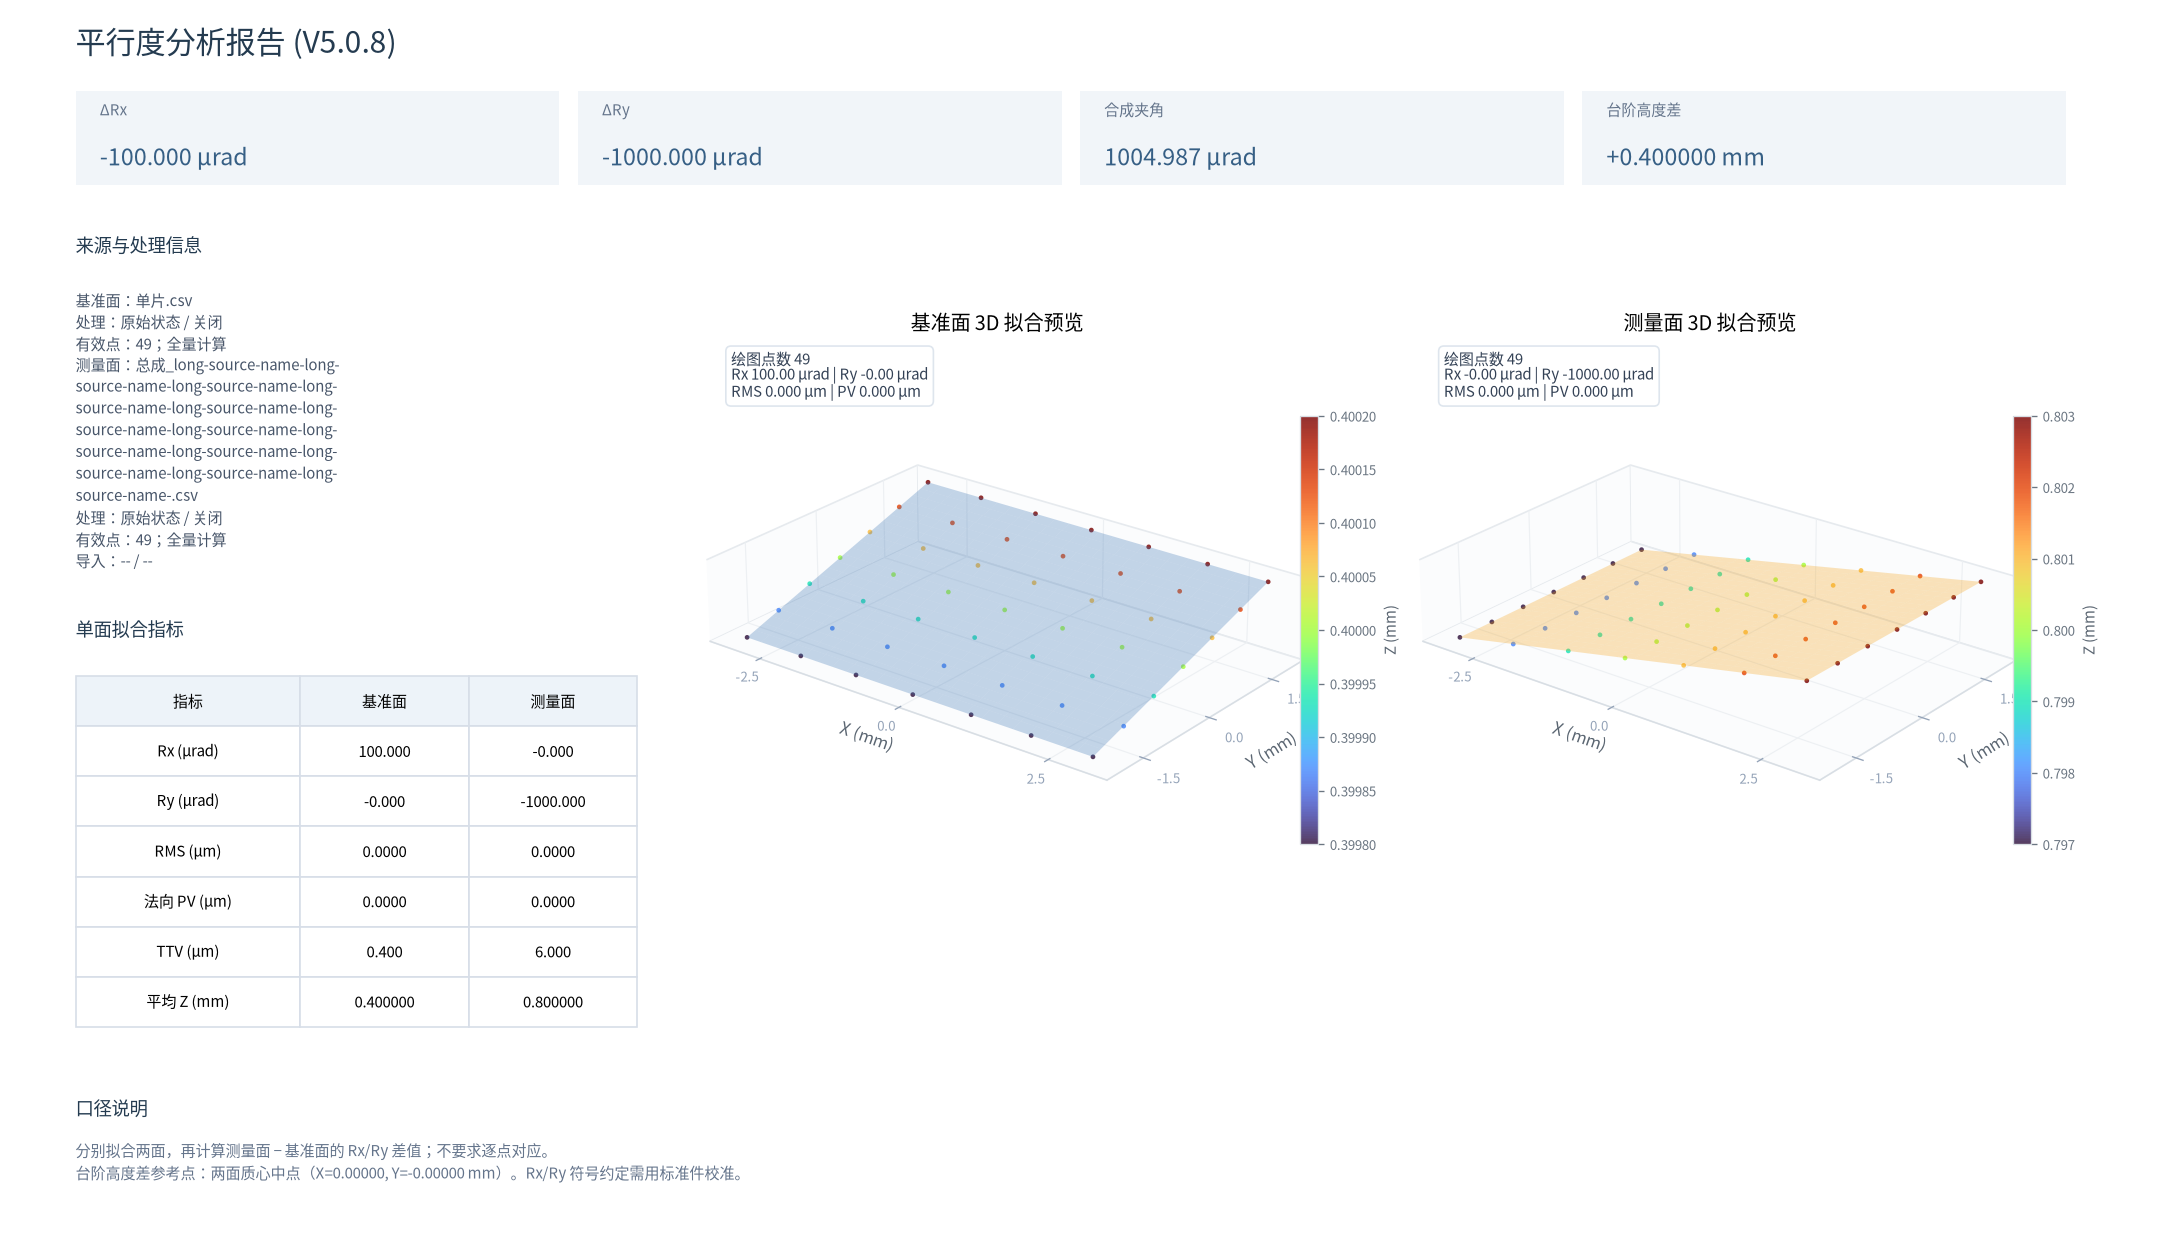 平行度分析报告 (V5.0.8)
ΔRx
-100.000 μrad
ΔRy
-1000.000 μrad
合成夹角
1004.987 μrad
台阶高度差
+0.400000 mm
来源与处理信息
基准面：单片.csv
处理：原始状态 / 关闭
有效点：49；全量计算
测量面：总成_long-source-name-long-
source-name-long-source-name-long-
source-name-long-source-name-long-
source-name-long-source-name-long-
source-name-long-source-name-long-
source-name-long-source-name-long-
source-name-.csv
处理：原始状态 / 关闭
有效点：49；全量计算
导入：-- / --
单面拟合指标
指标 基准面 测量面
Rx (μrad) 100.000 -0.000
Ry (μrad) -0.000 -1000.000
RMS (μm) 0.0000 0.0000
法向 PV (μm) 0.0000 0.0000
TTV (μm) 0.400 6.000
平均 Z (mm) 0.400000 0.800000
基准面 3D 拟合预览
绘图点数 49
Rx 100.00 μrad | Ry -0.00 μrad
RMS 0.000 μm | PV 0.000 μm
-2.5
0.0
2.5
X (mm)
-1.5
0.0
1.
Y (mm)
0.40020
0.40015
0.40010
0.40005
0.40000
0.39995
0.39990
0.39985
0.39980
Z (mm)
测量面 3D 拟合预览
绘图点数 49
Rx -0.00 μrad | Ry -1000.00 μrad
RMS 0.000 μm | PV 0.000 μm
-2.5
0.0
2.5
X (mm)
-1.5
0.0
1.
Y (mm)
0.803
0.802
0.801
0.800
0.799
0.798
0.797
Z (mm)
口径说明
分别拟合两面，再计算测量面 − 基准面的 Rx/Ry 差值；不要求逐点对应。
台阶高度差参考点：两面质心中点（X=0.00000, Y=-0.00000 mm）。Rx/Ry 符号约定需用标准件校准。